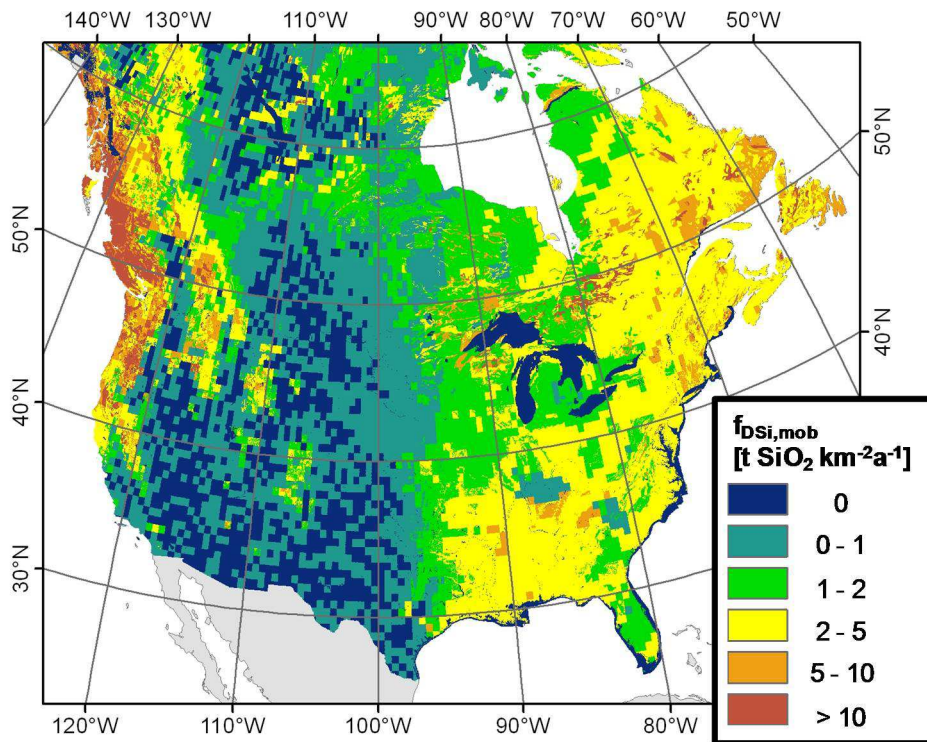 140°W 130°W 110°W 90°W 80°W 70°W 60°W 50°W
50°N
50°N
40°N
40°N
30°N
f_DSi,mob
[t SiO₂ km⁻²a⁻¹]
0
0 - 1
1 - 2
2 - 5
5 - 10
> 10
120°W 110°W 100°W 90°W 80°W